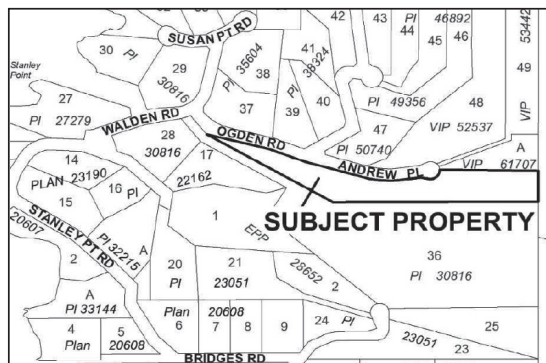 32
SUSAN PT RD
42
43
PI
44
46892
45
46
53442
49
VIP
30
PI
29
30816
PI
35604
38
37
41
38324
PI
39
40
PI 49356
48
VIP 52537
47
PI 50740
A
VIP 61707
Stanley
Point
27
PI 27279
WALDEN RD
OGDEN RD
ANDREW PL
28
30816
17
22162
14
PLAN 23190
15
16
PI
STANLEY PT RD
20607
2
PI 32215
A
1
EPP
28652
2
SUBJECT PROPERTY
36
PI 30816
20
PI
21
23051
A
PI 33144
4
Plan
5
20608
Plan
6
20608
7
8
9
24
PI
25
23051
23
BRIDGES RD